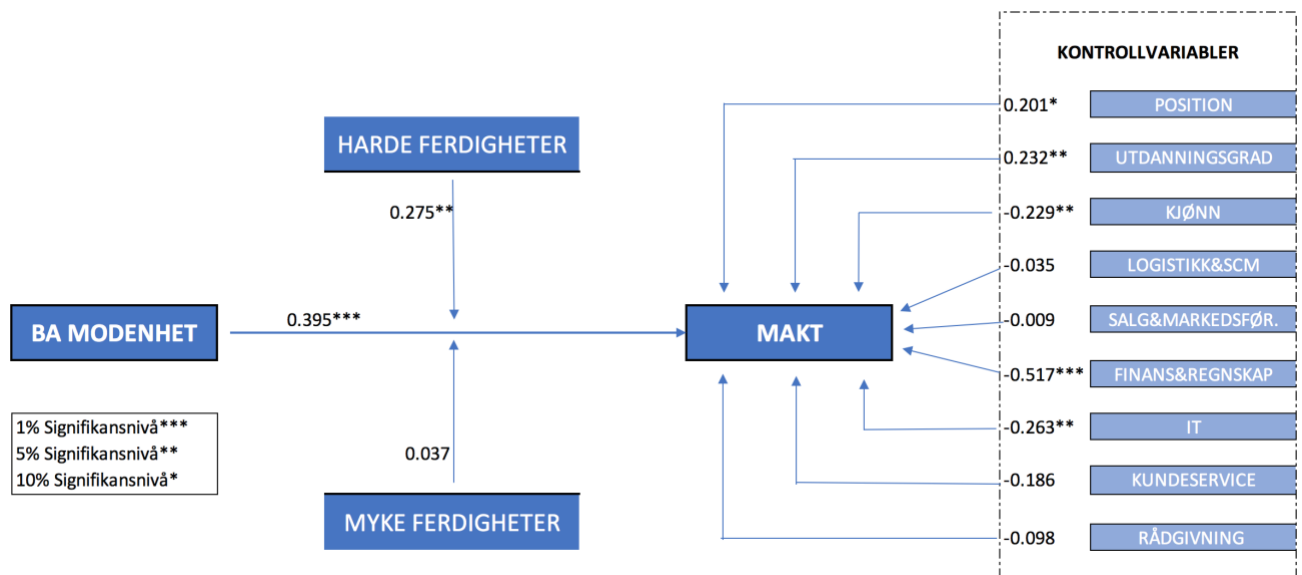 KONTROLLVARIABLER
0.201* POSITION
HARDE FERDIGHETER
0.232** UTDANNINGSGRAD
0.275**
-0.229** KJØNN
-0.035 LOGISTIKK&SCM
BA MODENHET
0.395***
MAKT
-0.009 SALG&MARKEDSFØR.
-0.517*** FINANS&REGNSKAP
1% Signifikansnivå***
5% Signifikansnivå**
10% Signifikansnivå*
-0.263** IT
0.037
-0.186 KUNDESERVICE
MYKE FERDIGHETER
-0.098 RÅDGIVNING